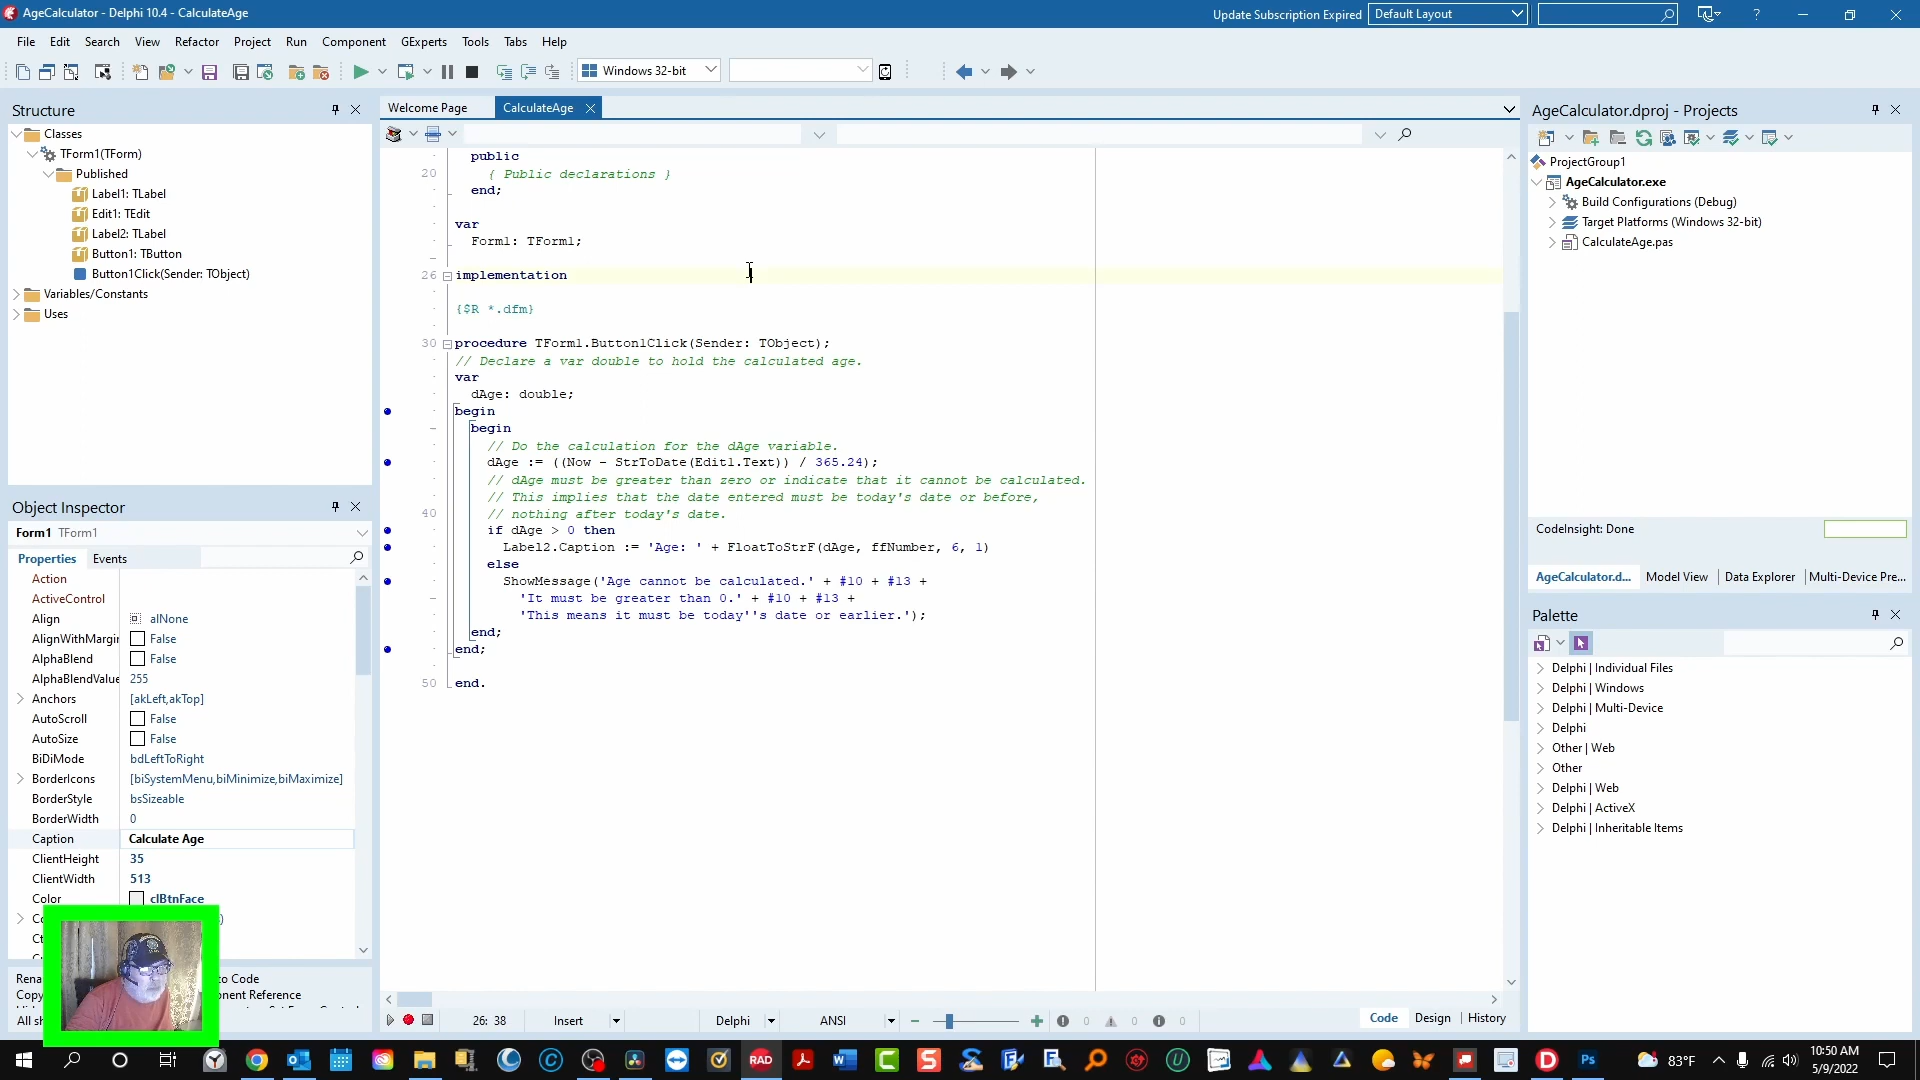 AgeCalculator - Delphi 10.4 - CalculateAge
Update Subscription Expired
Default Layout
File Edit Search View Refactor Project Run Component GExperts Tools Tabs Help
Windows 32-bit
Structure
Classes
TForm1(TForm)
Published
Label1: TLabel
Edit1: TEdit
Label2: TLabel
Button1: TButton
Button1Click(Sender: TObject)
Variables/Constants
Uses
Object Inspector
Form1 TForm1
Properties Events
Action
ActiveControl
Align alNone
AlignWithMargin False
AlphaBlend False
AlphaBlendValue 255
Anchors [akLeft,akTop]
AutoScroll False
AutoSize False
BiDiMode bdLeftToRight
BorderIcons [biSystemMenu,biMinimize,biMaximize]
BorderStyle bsSizeable
BorderWidth 0
Caption Calculate Age
ClientHeight 35
ClientWidth 513
Color clBtnFace
Welcome Page CalculateAge
public
20 { Public declarations }
end;
var
Form1: TForm1;
26 implementation
{$R *.dfm}
30 procedure TForm1.Button1Click(Sender: TObject);
// Declare a var double to hold the calculated age.
var
dAge: double;
begin
begin
// Do the calculation for the dAge variable.
dAge := ((Now - StrToDate(Edit1.Text)) / 365.24);
// dAge must be greater than zero or indicate that it cannot be calculated.
// This implies that the date entered must be today's date or before,
40 // nothing after today's date.
if dAge > 0 then
Label2.Caption := 'Age: ' + FloatToStrF(dAge, ffNumber, 6, 1)
else
ShowMessage('Age cannot be calculated.' + #10 + #13 +
'It must be greater than 0.' + #10 + #13 +
'This means it must be today''s date or earlier.');
end;
end;
50 end.
26: 38 Insert Delphi ANSI 0 0 0
Code Design History
AgeCalculator.dproj - Projects
ProjectGroup1
AgeCalculator.exe
Build Configurations (Debug)
Target Platforms (Windows 32-bit)
CalculateAge.pas
CodeInsight: Done
AgeCalculator.d... Model View Data Explorer Multi-Device Pre...
Palette
Delphi | Individual Files
Delphi | Windows
Delphi | Multi-Device
Delphi
Other | Web
Other
Delphi | Web
Delphi | ActiveX
Delphi | Inheritable Items
RAD
83°F
10:50 AM
5/9/2022